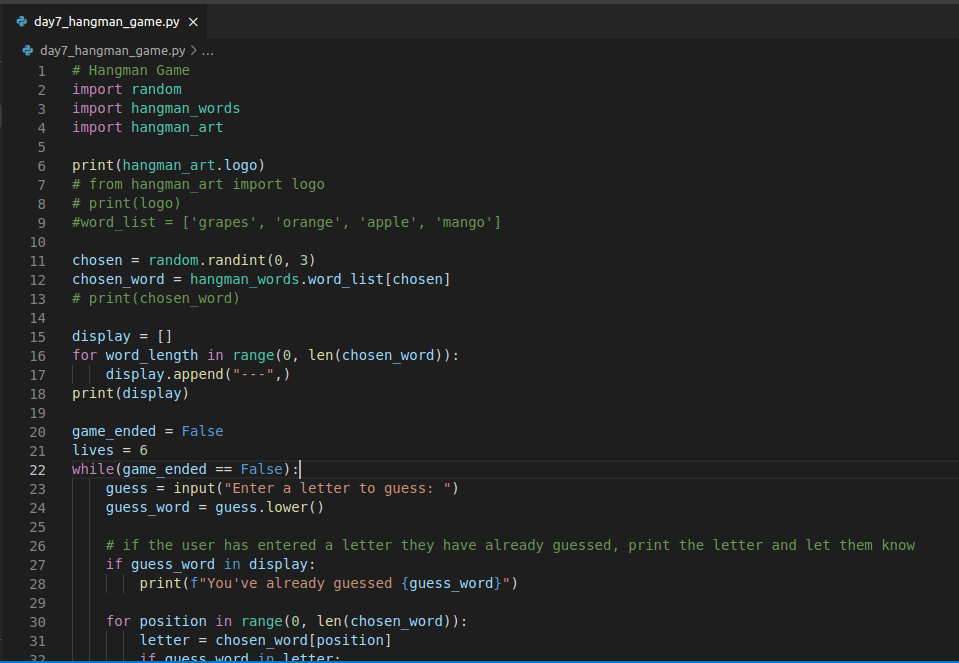 day7_hangman_game.py ×
day7_hangman_game.py > ...
1 # Hangman Game
2 import random
3 import hangman_words
4 import hangman_art
5
6 print(hangman_art.logo)
7 # from hangman_art import logo
8 # print(logo)
9 #word_list = ['grapes', 'orange', 'apple', 'mango']
10
11 chosen = random.randint(0, 3)
12 chosen_word = hangman_words.word_list[chosen]
13 # print(chosen_word)
14
15 display = []
16 for word_length in range(0, len(chosen_word)):
17     display.append("---",)
18 print(display)
19
20 game_ended = False
21 lives = 6
22 while(game_ended == False):
23     guess = input("Enter a letter to guess: ")
24     guess_word = guess.lower()
25
26     # if the user has entered a letter they have already guessed, print the letter and let them know
27     if guess_word in display:
28         print(f"You've already guessed {guess_word}")
29
30     for position in range(0, len(chosen_word)):
31         letter = chosen_word[position]
32         if guess_word in letter: